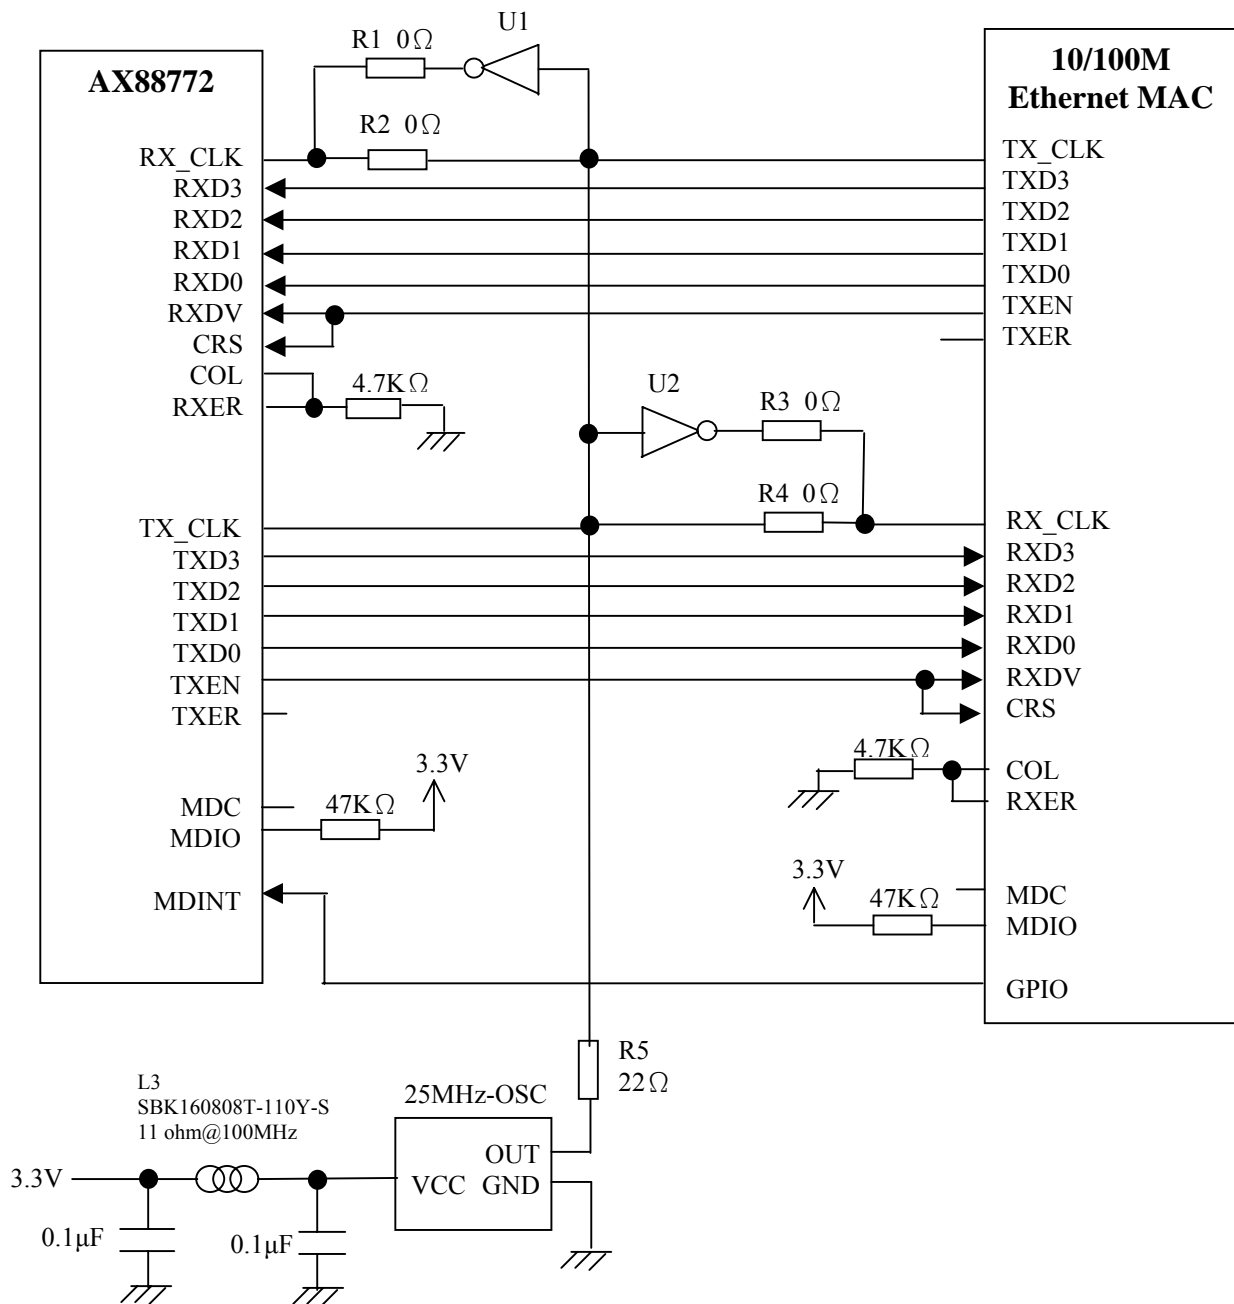 U1
R1 0Ω
AX88772
10/100M
Ethernet MAC
R2 0Ω
RX_CLK
RXD3
RXD2
RXD1
RXD0
RXDV
CRS
COL
RXER
4.7KΩ
TX_CLK
TXD3
TXD2
TXD1
TXD0
TXEN
TXER
U2
R3 0Ω
R4 0Ω
TX_CLK
TXD3
TXD2
TXD1
TXD0
TXEN
TXER
RX_CLK
RXD3
RXD2
RXD1
RXD0
RXDV
CRS
4.7KΩ
COL
RXER
3.3V
47KΩ
MDC
MDIO
MDINT
3.3V
47KΩ
MDC
MDIO
GPIO
R5
22Ω
L3
SBK160808T-110Y-S
11 ohm@100MHz
25MHz-OSC
OUT
VCC GND
3.3V
0.1μF
0.1μF